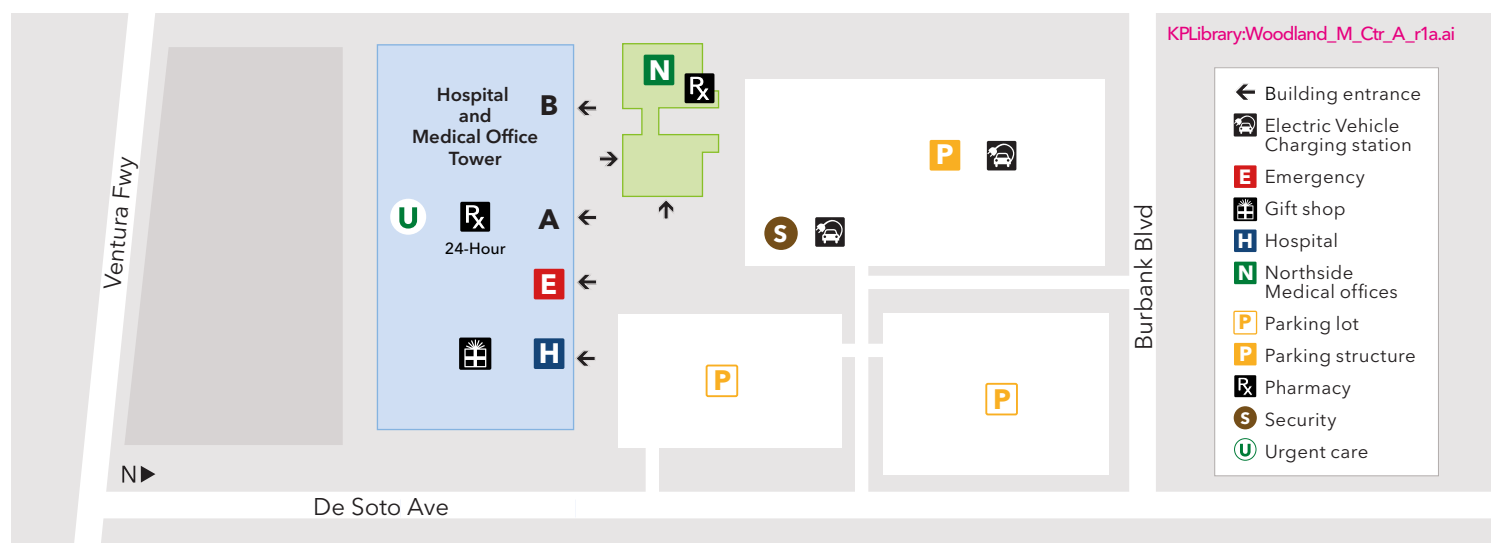 KPLibrary:Woodland_M_Ctr_A_r1a.ai
Hospital
and
Medical Office
Tower
B
N
Rx
P
U
Rx
24-Hour
A
S
E
H
P
P
Ventura Fwy
Burbank Blvd
N
De Soto Ave
Building entrance
Electric Vehicle
Charging station
E Emergency
Gift shop
H Hospital
N Northside
Medical offices
P Parking lot
P Parking structure
Rx Pharmacy
S Security
U Urgent care